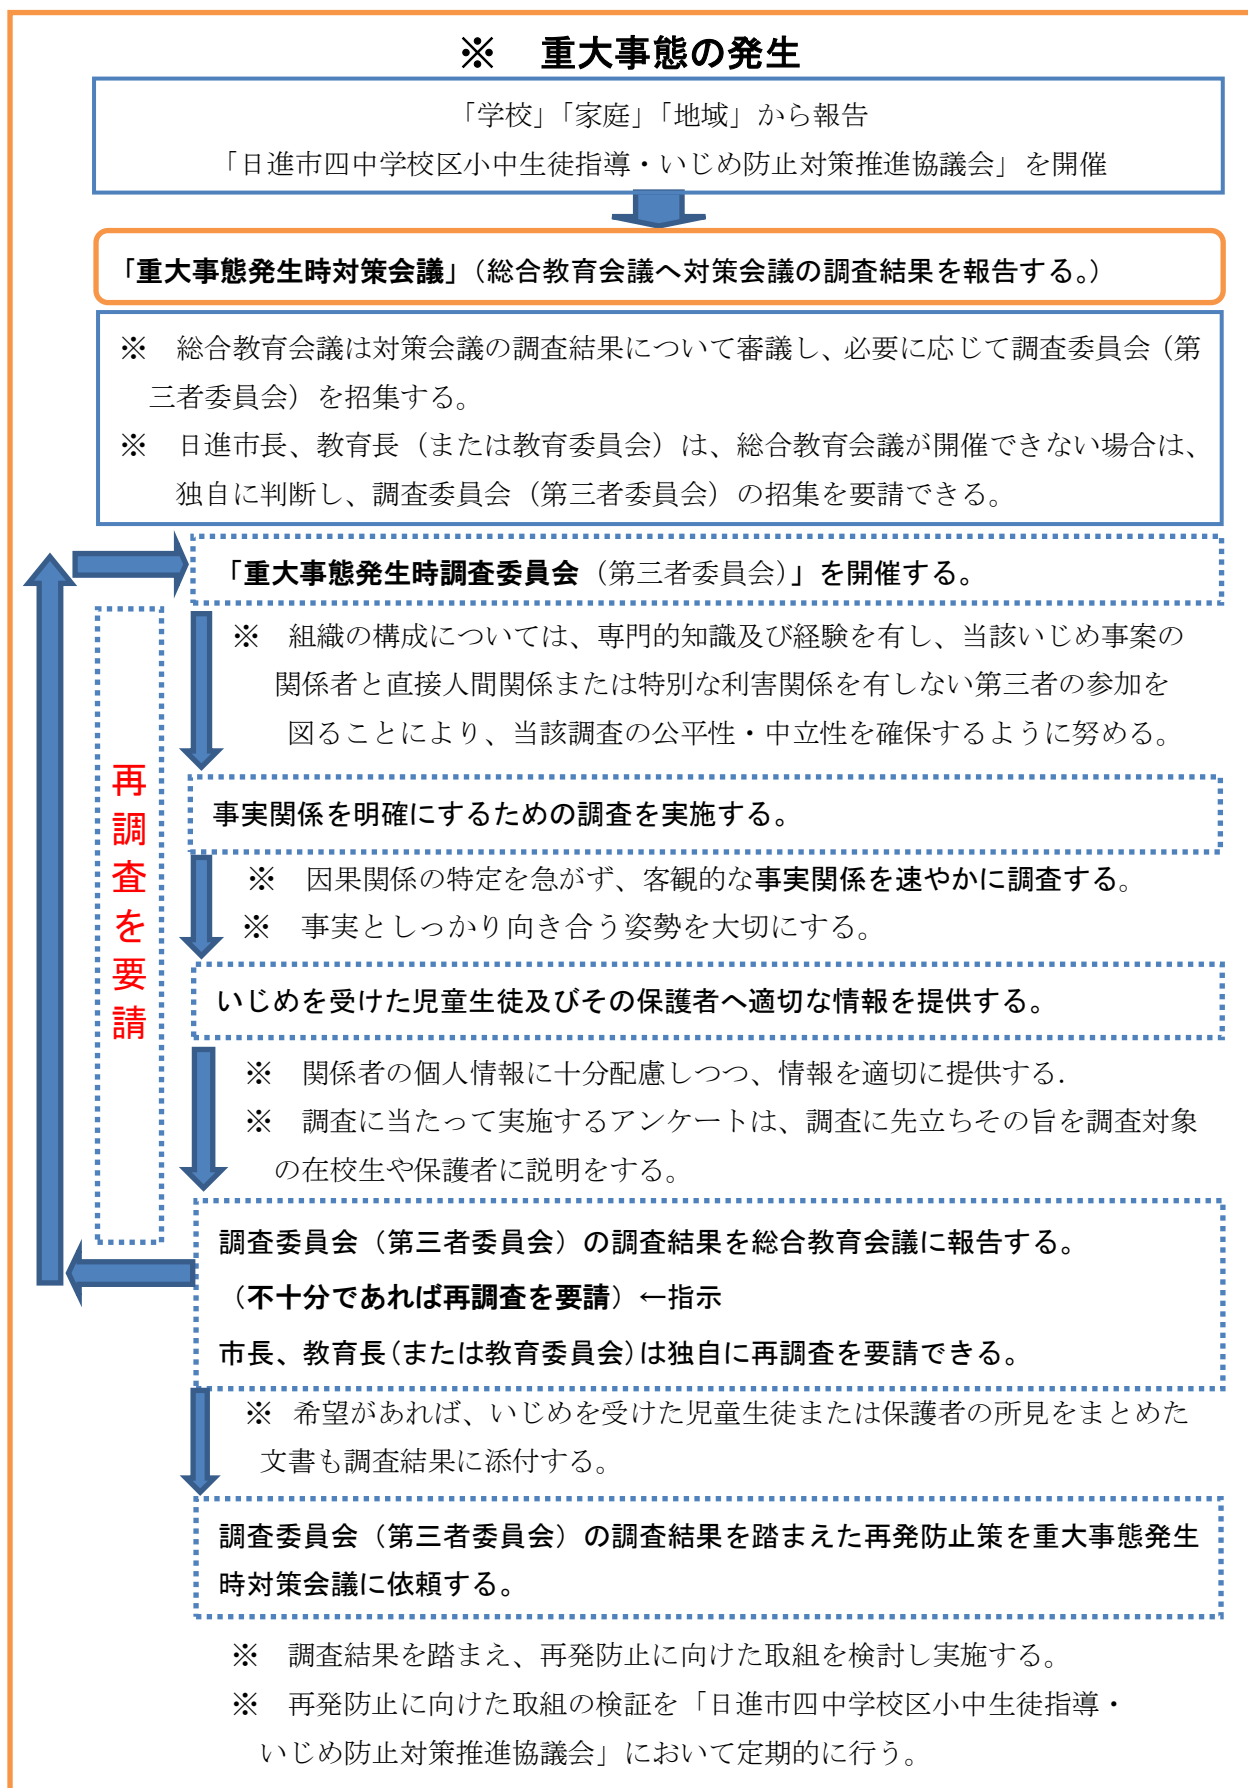 ※　重大事態の発生
「学校」「家庭」「地域」から報告
「日進市四中学校区小中生徒指導・いじめ防止対策推進協議会」を開催
「重大事態発生時対策会議」（総合教育会議へ対策会議の調査結果を報告する。）
※　総合教育会議は対策会議の調査結果について審議し、必要に応じて調査委員会（第
三者委員会）を招集する。
※　日進市長、教育長（または教育委員会）は、総合教育会議が開催できない場合は、
独自に判断し、調査委員会（第三者委員会）の招集を要請できる。
「重大事態発生時調査委員会（第三者委員会）」を開催する。
※　組織の構成については、専門的知識及び経験を有し、当該いじめ事案の
関係者と直接人間関係または特別な利害関係を有しない第三者の参加を
図ることにより、当該調査の公平性・中立性を確保するように努める。
再調査を要請
事実関係を明確にするための調査を実施する。
※　因果関係の特定を急がず、客観的な事実関係を速やかに調査する。
※　事実としっかり向き合う姿勢を大切にする。
いじめを受けた児童生徒及びその保護者へ適切な情報を提供する。
※　関係者の個人情報に十分配慮しつつ、情報を適切に提供する.
※　調査に当たって実施するアンケートは、調査に先立ちその旨を調査対象
の在校生や保護者に説明をする。
調査委員会（第三者委員会）の調査結果を総合教育会議に報告する。
（不十分であれば再調査を要請）←指示
市長、教育長(または教育委員会)は独自に再調査を要請できる。
※ 希望があれば、いじめを受けた児童生徒または保護者の所見をまとめた
文書も調査結果に添付する。
調査委員会（第三者委員会）の調査結果を踏まえた再発防止策を重大事態発生
時対策会議に依頼する。
※　調査結果を踏まえ、再発防止に向けた取組を検討し実施する。
※　再発防止に向けた取組の検証を「日進市四中学校区小中生徒指導・
いじめ防止対策推進協議会」において定期的に行う。